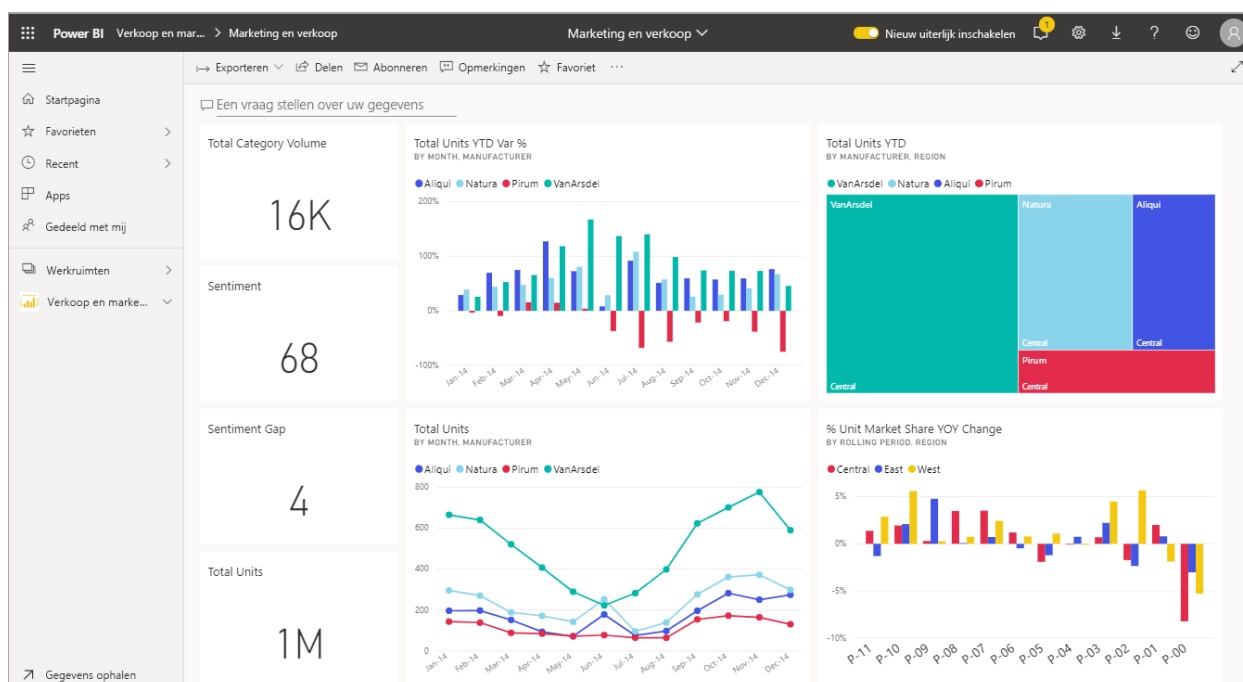 Power BI Verkoop en mar... > Marketing en verkoop
Marketing en verkoop
Nieuw uiterlijk inschakelen
1
?
Exporteren
Delen
Abonneren
Opmerkingen
Favoriet
...
Startpagina
Favorieten
Recent
Apps
Gedeeld met mij
Werkruimten
Verkoop en marke...
Gegevens ophalen
Een vraag stellen over uw gegevens
Total Category Volume
16K
Sentiment
68
Sentiment Gap
4
Total Units
1M
Total Units YTD Var %
BY MONTH, MANUFACTURER
Aliqui Natura Pirum VanArsdel
200%
100%
0%
-100%
Jan-14 Feb-14 Mar-14 Apr-14 May-14 Jun-14 Jul-14 Aug-14 Sep-14 Oct-14 Nov-14 Dec-14
Total Units YTD
BY MANUFACTURER, REGION
VanArsdel Natura Aliqui Pirum
VanArsdel
Central
Natura
Central
Aliqui
Central
Pirum
Central
Total Units
BY MONTH, MANUFACTURER
Aliqui Natura Pirum VanArsdel
800
600
400
200
0
Jan-14 Feb-14 Mar-14 Apr-14 May-14 Jun-14 Jul-14 Aug-14 Sep-14 Oct-14 Nov-14 Dec-14
% Unit Market Share YOY Change
BY ROLLING PERIOD, REGION
Central East West
5%
0%
-5%
-10%
P-11 P-10 P-09 P-08 P-07 P-06 P-05 P-04 P-03 P-02 P-01 P-00